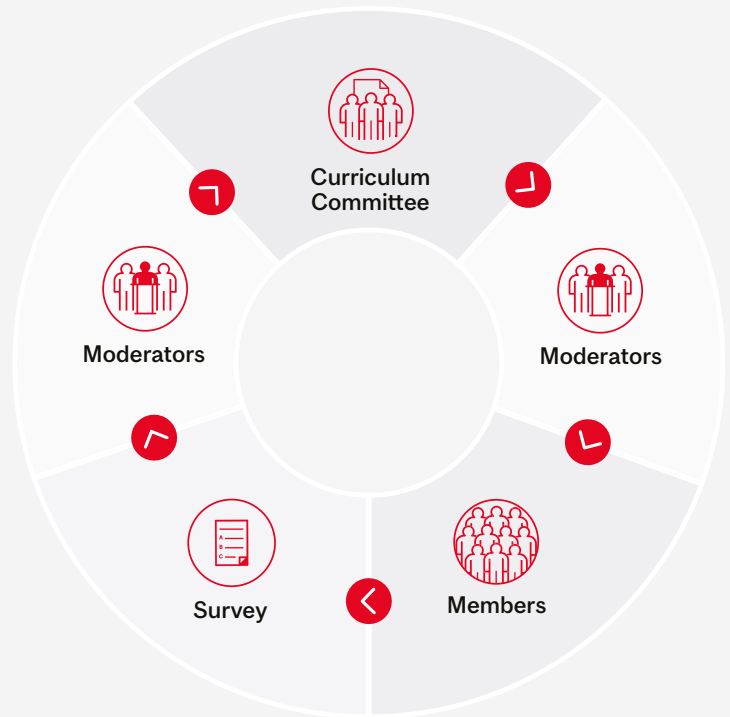 Curriculum
Committee
Moderators
Moderators
A
B
C
Survey
Members